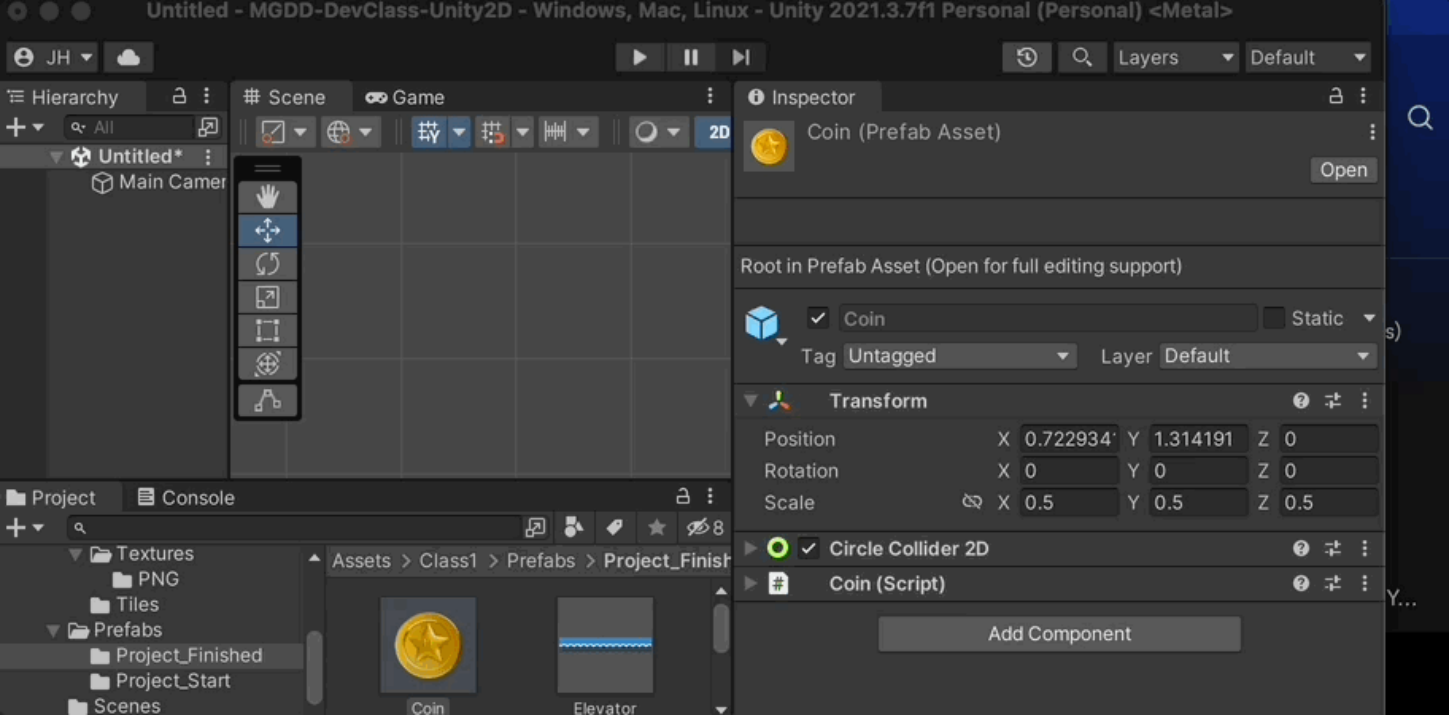 Untitled - MGDD-DevClass-Unity2D - Windows, Mac, Linux - Unity 2021.3.7f1 Personal (Personal) <Metal>
JH
Layers
Default
Hierarchy
All
Untitled*
Main Camer
Scene
Game
2D
Inspector
Coin (Prefab Asset)
Open
Root in Prefab Asset (Open for full editing support)
Coin
Static
Tag Untagged
Layer Default
Transform
Position X 0.7229341 Y 1.314191 Z 0
Rotation X 0 Y 0 Z 0
Scale X 0.5 Y 0.5 Z 0.5
Circle Collider 2D
# Coin (Script)
Add Component
Project
Console
8
Textures
PNG
Tiles
Prefabs
Project_Finished
Project_Start
Scenes
Assets > Class1 > Prefabs > Project_Finish
Coin
Elevator
s)
Y...